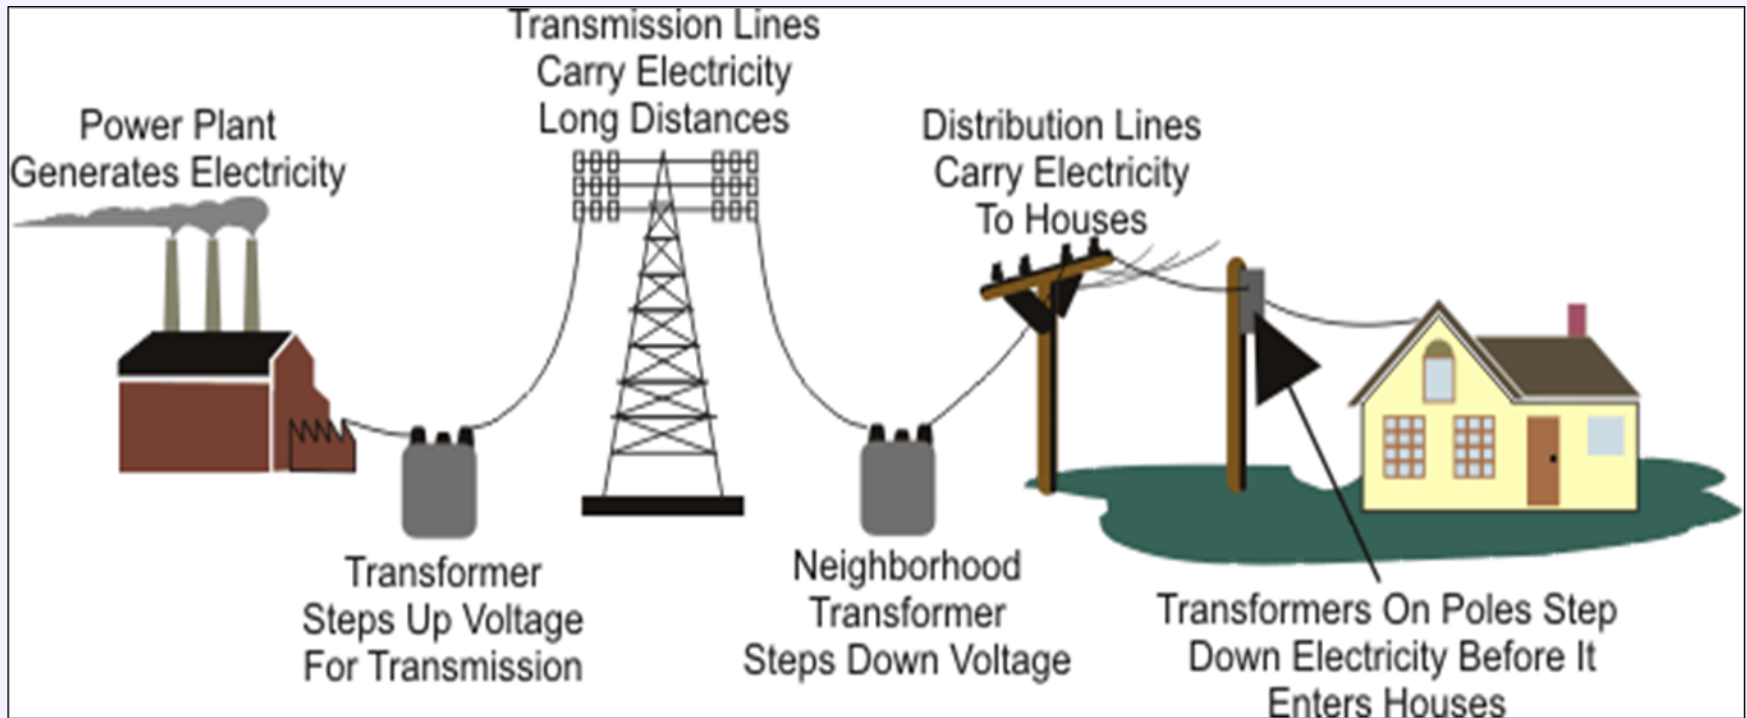 Power Plant
Generates Electricity
Transformer
Steps Up Voltage
For Transmission
Transmission Lines
Carry Electricity
Long Distances
Neighborhood
Transformer
Steps Down Voltage
Distribution Lines
Carry Electricity
To Houses
Transformers On Poles Step
Down Electricity Before It
Enters Houses